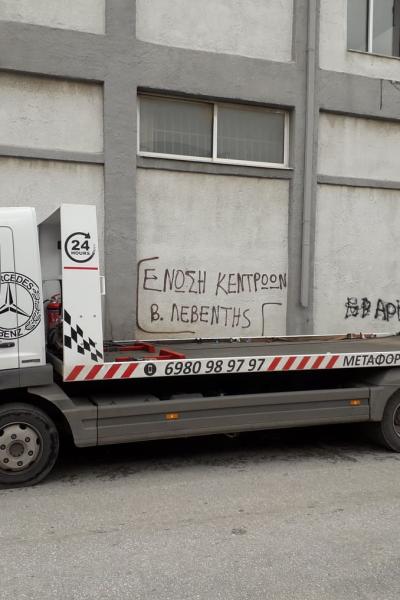 ΕΝΩΣΗ ΚΕΝΤΡΩΩΝ
Β. ΛΕΒΕΝΤΗΣ
24
HOURS
MERCEDES
BENZ
6980 98 97 97
ΜΕΤΑΦΟΡ